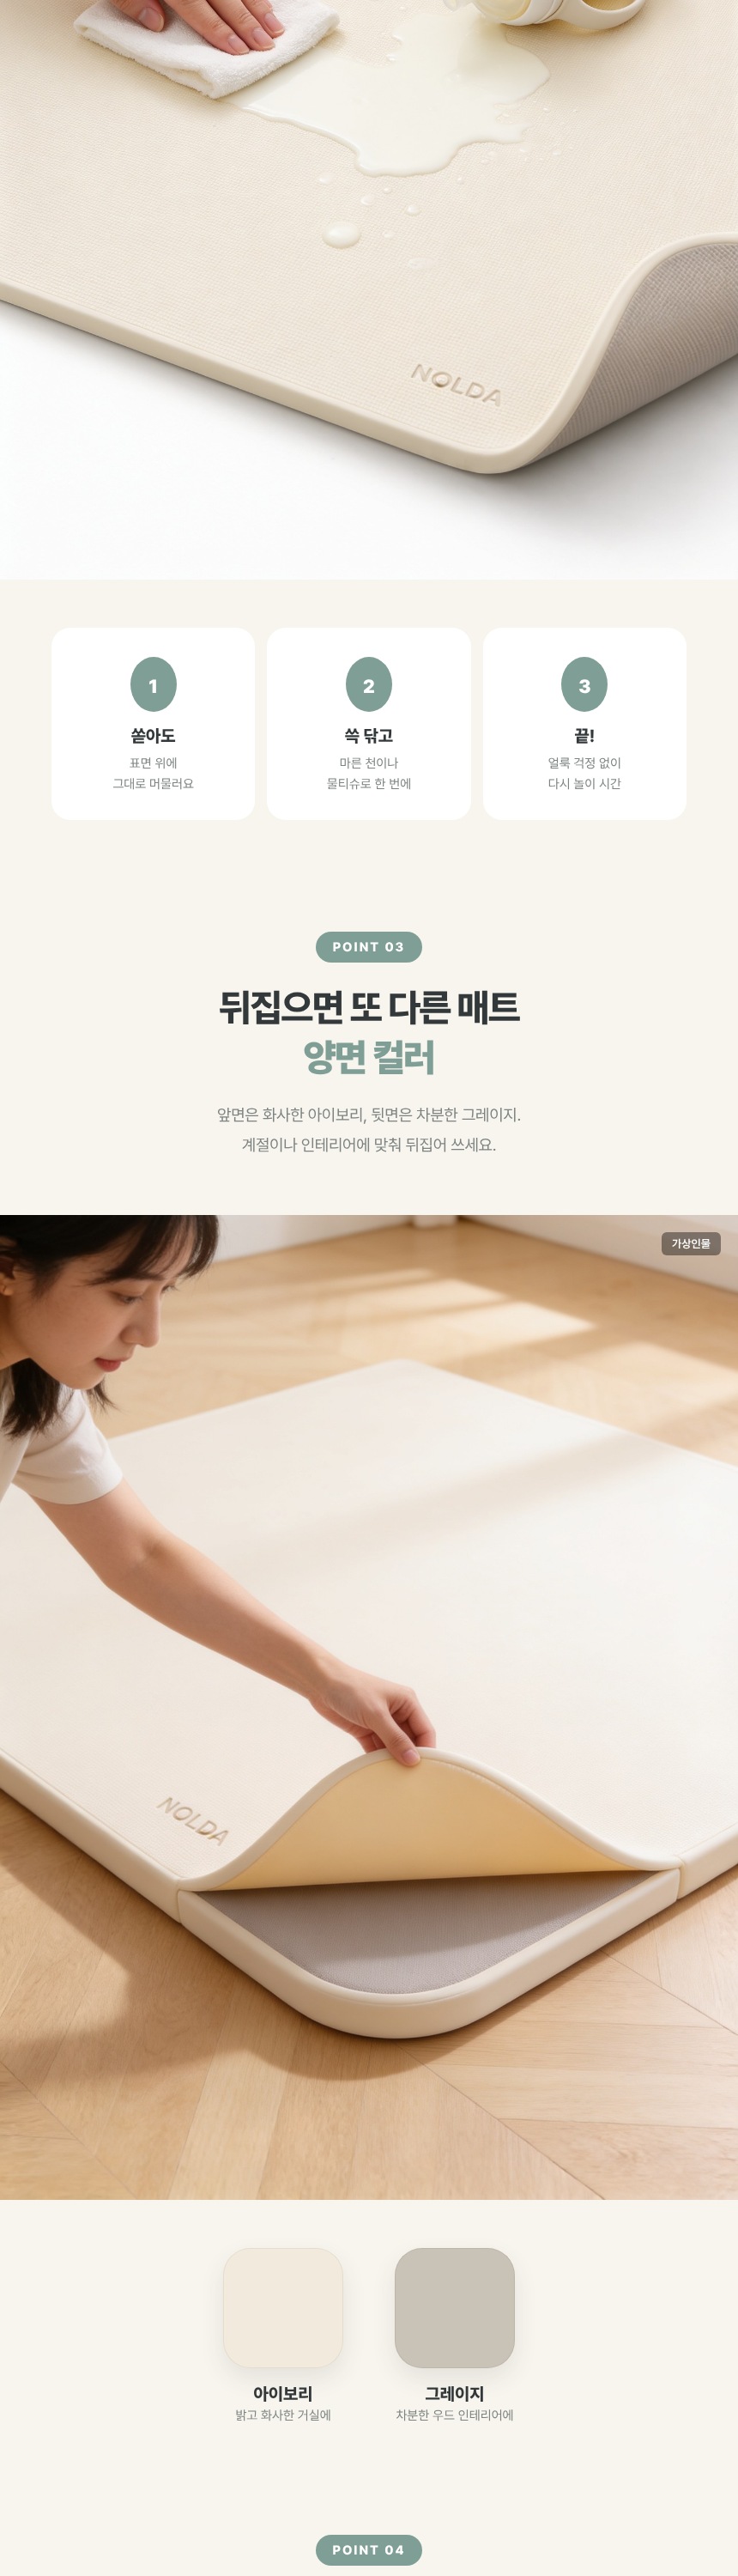 NOLDA
1
쏟아도
표면 위에
그대로 머물러요
2
쓱 닦고
마른 천이나
물티슈로 한 번에
3
끝!
얼룩 걱정 없이
다시 놀이 시간
POINT 03
뒤집으면 또 다른 매트
양면 컬러
앞면은 화사한 아이보리, 뒷면은 차분한 그레이지.
계절이나 인테리어에 맞춰 뒤집어 쓰세요.
가상인물
NOLDA
아이보리
밝고 화사한 거실에
그레이지
차분한 우드 인테리어에
POINT 04